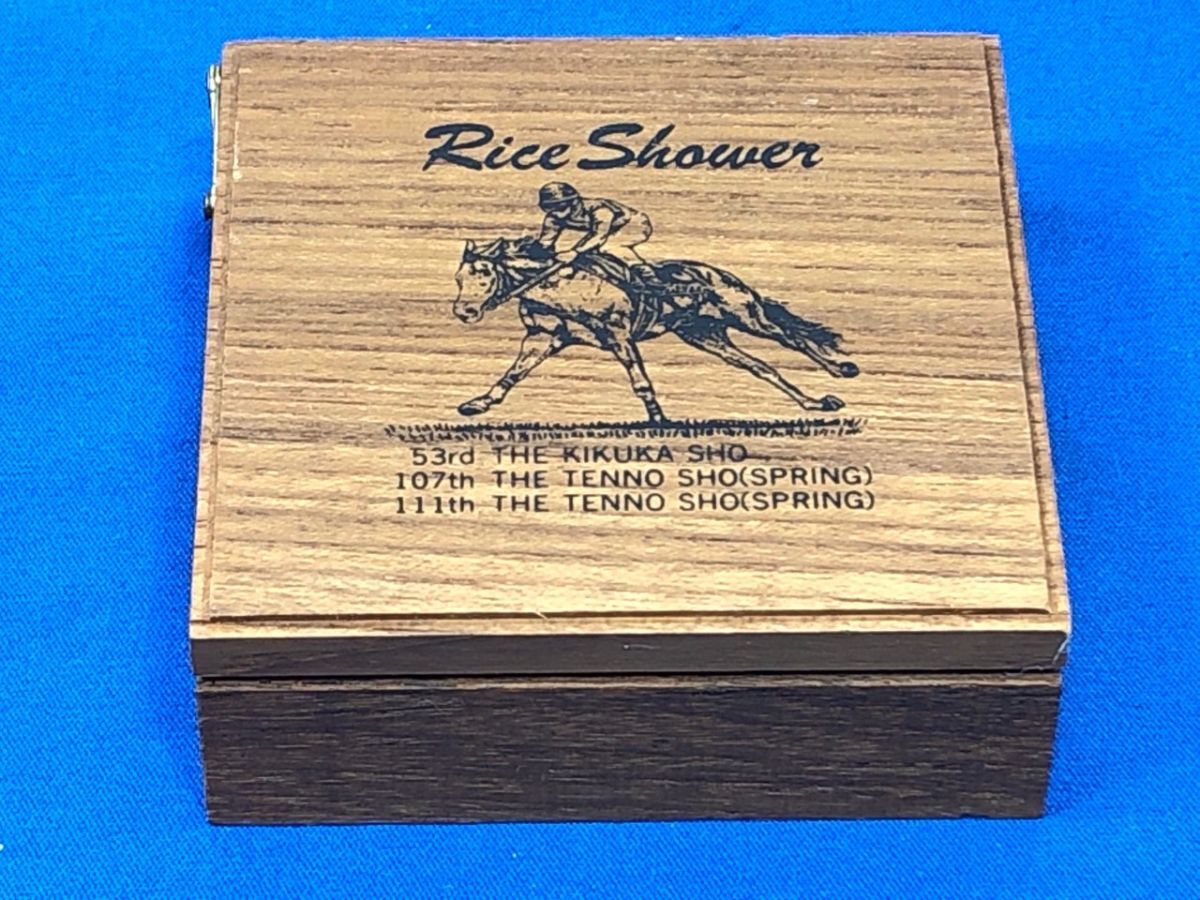 Rice Shower
53rd THE KIKUKA SHO
107th THE TENNO SHO(SPRING)
111th THE TENNO SHO(SPRING)